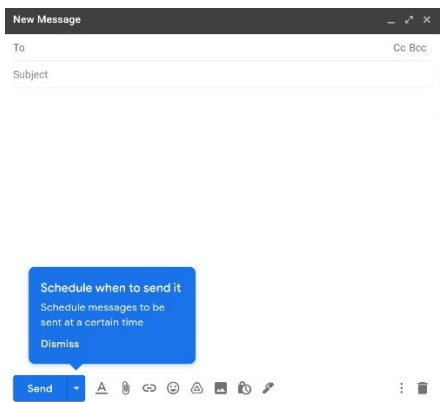 New Message
To Cc Bcc
Subject
Schedule when to send it
Schedule messages to be
sent at a certain time
Dismiss
Send